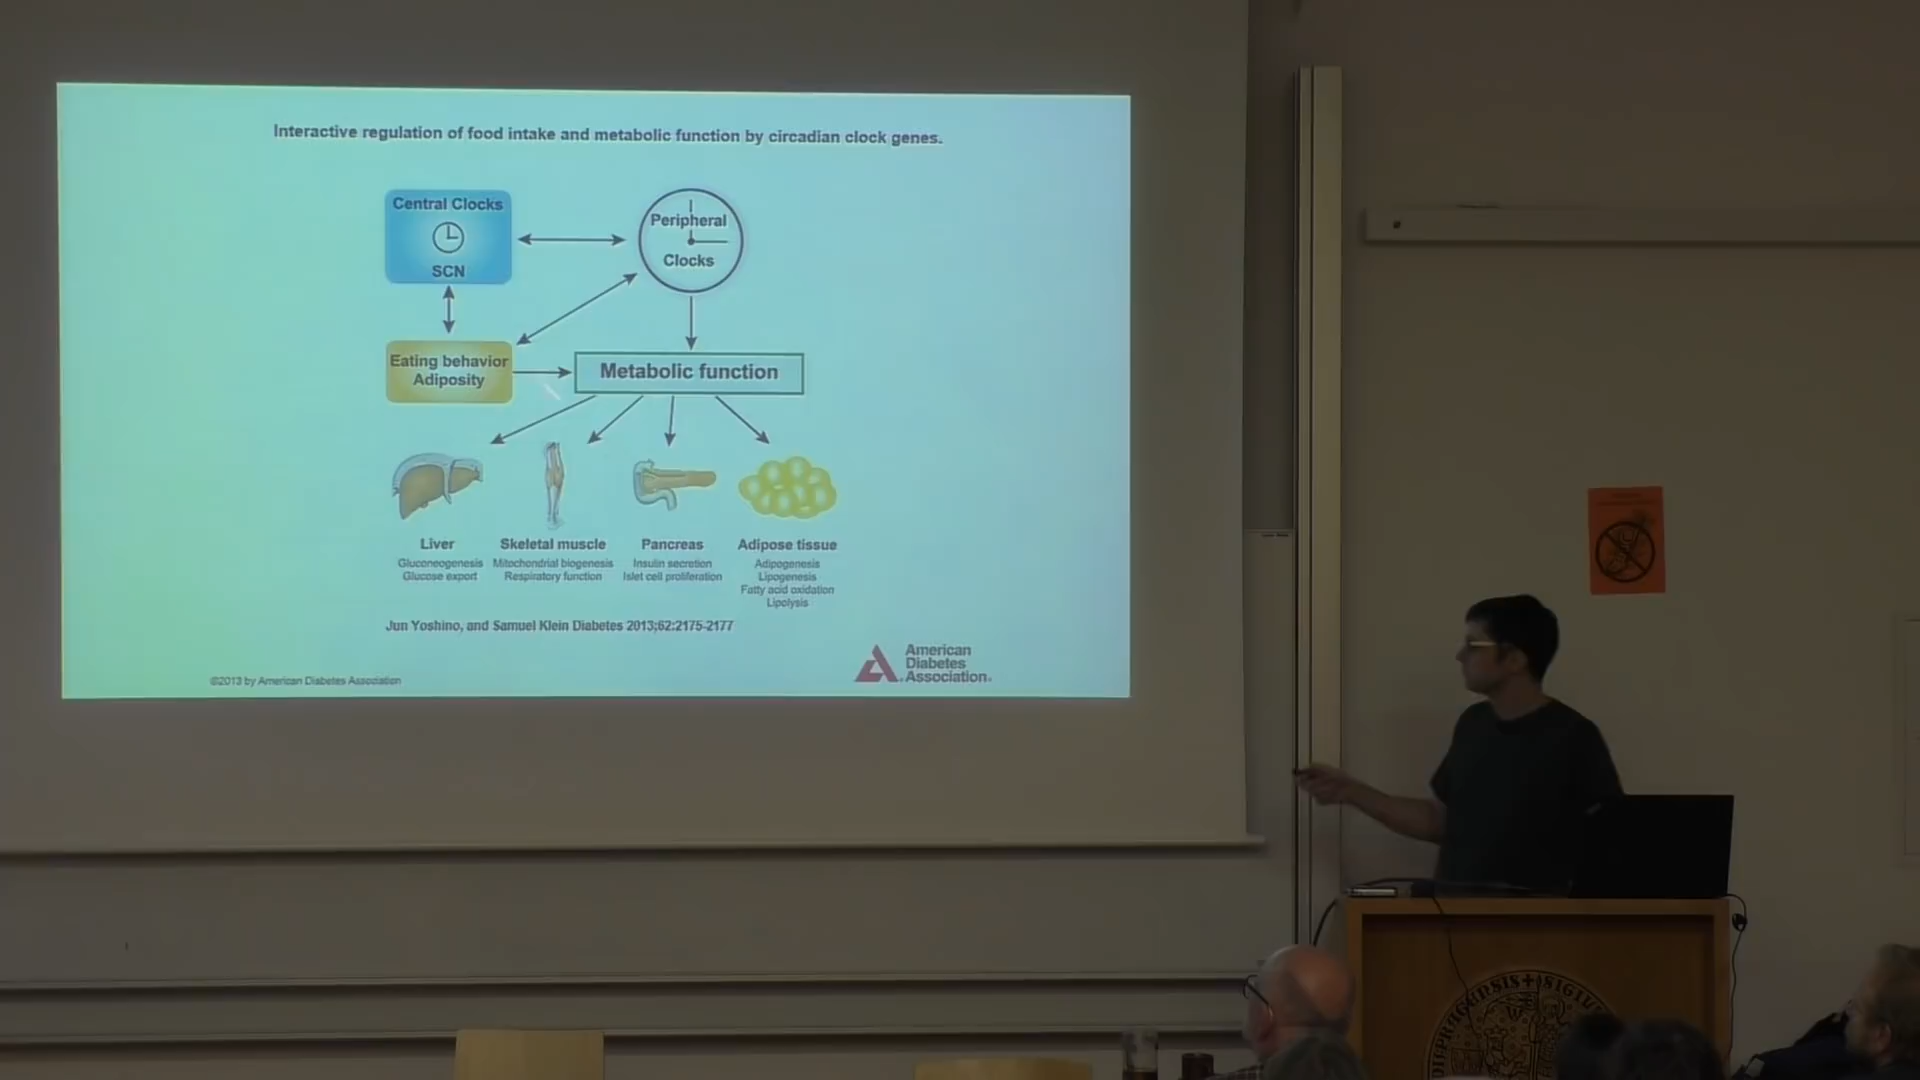 Interactive regulation of food intake and metabolic function by circadian clock genes.
Central Clocks
SCN
Peripheral
Clocks
Eating behavior
Adiposity
Metabolic function
Liver
Gluconeogenesis
Glucose export
Skeletal muscle
Mitochondrial biogenesis
Respiratory function
Pancreas
Insulin secretion
Islet cell proliferation
Adipose tissue
Adipogenesis
Lipogenesis
Fatty acid oxidation
Lipolysis
Jun Yoshino, and Samuel Klein Diabetes 2013;62:2175-2177
©2013 by American Diabetes Association
American
Diabetes
Association.